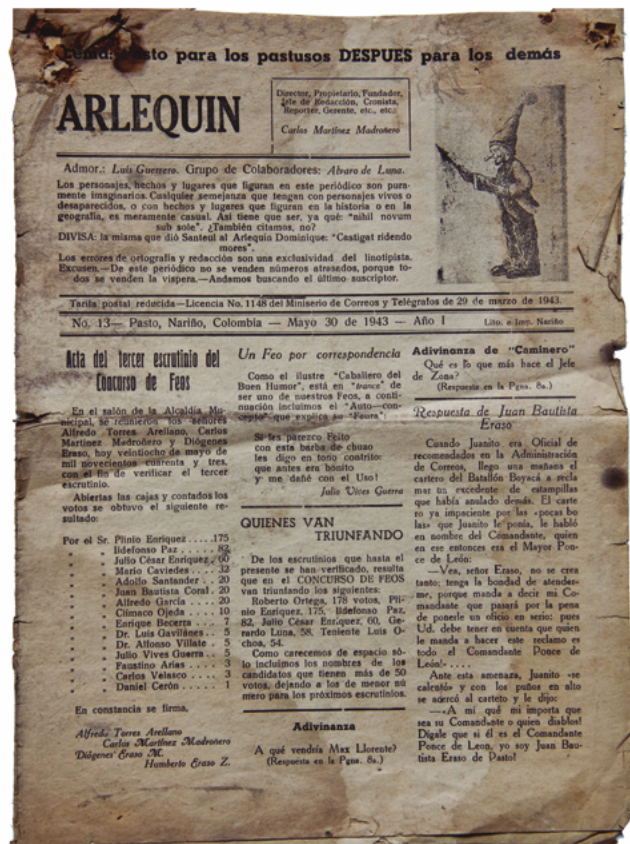 Lema: Pasto para los pastusos DESPUES para los demás
ARLEQUIN
Director, Propietario, Fundador,
Jefe de Redacción, Cronista,
Reporter, Gerente, etc., etc.
Carlos Martínez Madroñero
Admor.: Luis Guerrero. Grupo de Colaboradores: Alvaro de Luna.
Los personajes, hechos y lugares que figuran en este periódico son pura-
mente imaginarios. Cualquier semejanza que tengan con personajes vivos o
desaparecidos, o con hechos y lugares que figuran en la historia o en la
geografía, es meramente casual. Así tiene que ser, ya qué: "nihil novum
sub sole". ¿También citamos, no?
DIVISA: la misma que dió Santeul al Arlequin Dominique: "Castigat ridendo
mores".
Los errores de ortografía y redacción son una exclusividad del linotipista.
Excusen.—De este periódico no se venden números atrasados, porque to-
dos se venden la víspera.—Andamos buscando el último suscriptor.
Tarifa postal reducida—Licencia No. 1148 del Miniserio de Correos y Telégrafos de 29 de marzo de 1943.
No. 13— Pasto, Nariño, Colombia — Mayo 30 de 1943 — Año I Lito. e Imp. Nariño
Acta del tercer escrutinio del
Concurso de Feos
En el salón de la Alcaldía Mu-
nicipal, se reunieron los señores
Alfredo Torres Arellano, Carlos
Martínez Madroñero y Diógenes
Eraso, hoy veintiocho de mayo de
mil novecientos cuarenta y tres,
con el fin de verificar el tercer
escrutinio.
Abiertas las cajas y contados los
votos se obtuvo el siguiente re-
sultado:
Por el Sr. Plinio Enríquez .....175
" " Ildefonso Paz ..... 82
" " Julio César Enríquez . 60
" " Mario Caviedes .... 32
" " Adolfo Santander .. 20
" " Juan Bautista Coral . 20
" " Alfredo García .... 20
" " Clímaco Ojeda .... 10
" " Enrique Becerra ... 7
" " Dr. Luis Gavilánes .. 5
" " Dr. Alfonso Villate .. 5
" " Julio Vives Guerra .. 5
" " Faustino Arias .... 3
" " Carlos Velasco .... 3
" " Daniel Cerón ..... 1
En constancia se firma,
Alfredo Torres Arellano
Carlos Martínez Madroñero
Diógenes Eraso M.
Humberto Eraso Z.
Un Feo por correspondencia
Como el ilustre "Caballero del
Buen Humor", está en "trance" de
ser uno de nuestros Feos, a conti-
nuación incluimos el "Auto—con-
cepto" que explica su "Feura":
Si les parezco Feito
con esta barba de chuzo
les digo en tono contrito:
que antes era bonito
y me dañé con el Uso!
Julio Vives Guerra
QUIENES VAN
TRIUNFANDO
De los escrutinios que hasta el
presente se han verificado, resulta
que en el CONCURSO DE FEOS
van triunfando los siguientes:
Roberto Ortega, 178 votos, Pli-
nio Enríquez, 175, Ildefonso Paz,
82, Julio César Enríquez, 60, Ge-
rardo Luna, 58, Teniente Luis O-
choa, 54.
Como carecemos de espacio só-
lo incluímos los nombres de los
candidatos que tienen más de 50
votos, dejando a los de menor nú
mero para los próximos escrutinios.
Adivinanza
A qué vendría Max Llorente?
(Respuesta en la Pgna. 8a.)
Adivinanza de "Caminero"
Qué es lo que más hace el Jefe
de Zona?
(Respuesta en la Pgna. 8a.)
Respuesta de Juan Bautista
Eraso
Cuando Juanito era Oficial de
recomendados en la Administración
de Correos, llego una mañana el
cartero del Batallón Boyacá a recla
mar un excedente de estampillas
que había anulado demás. El carte
ro ya impaciente por las «pocas bo
las» que Juanito le ponía, le habló
en nombre del Comandante, quien
en ese entonces era el Mayor Pon-
ce de León:
—Vea, señor Eraso, no se crea
tanto; tenga la bondad de atender-
me, porque manda a decir mi Co-
mandante que pasará por la pena
de ponerle un oficio en serio: pues
Ud. debe tener en cuenta que quien
le manda a hacer este reclamo es
todo el Comandante Ponce de
León!.....
Ante esta amenaza, Juanito «se
calentó» y con los puños en alto
se acercó al carteto y le dijo:
—«A mí qué mi importa que
sea su Comandante o quien diablos!
Dígale que si él es el Comandante
Ponce de Leon, yo soy Juan Bau-
tista Eraso de Pasto!